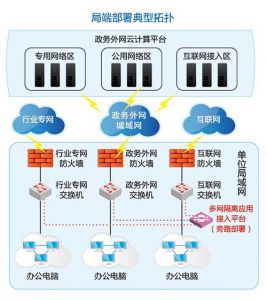 局端部署典型拓扑
政务外网云计算平台
专用网络区
公用网络区
互联网接入区
行业专网
政务外网
城域网
互联网
行业专网
防火墙
政务外网
防火墙
互联网
防火墙
单位局域网
行业专网
交换机
政务外网
交换机
互联网
交换机
多网隔离应用
接入平台
(旁路部署)
办公电脑
办公电脑
办公电脑